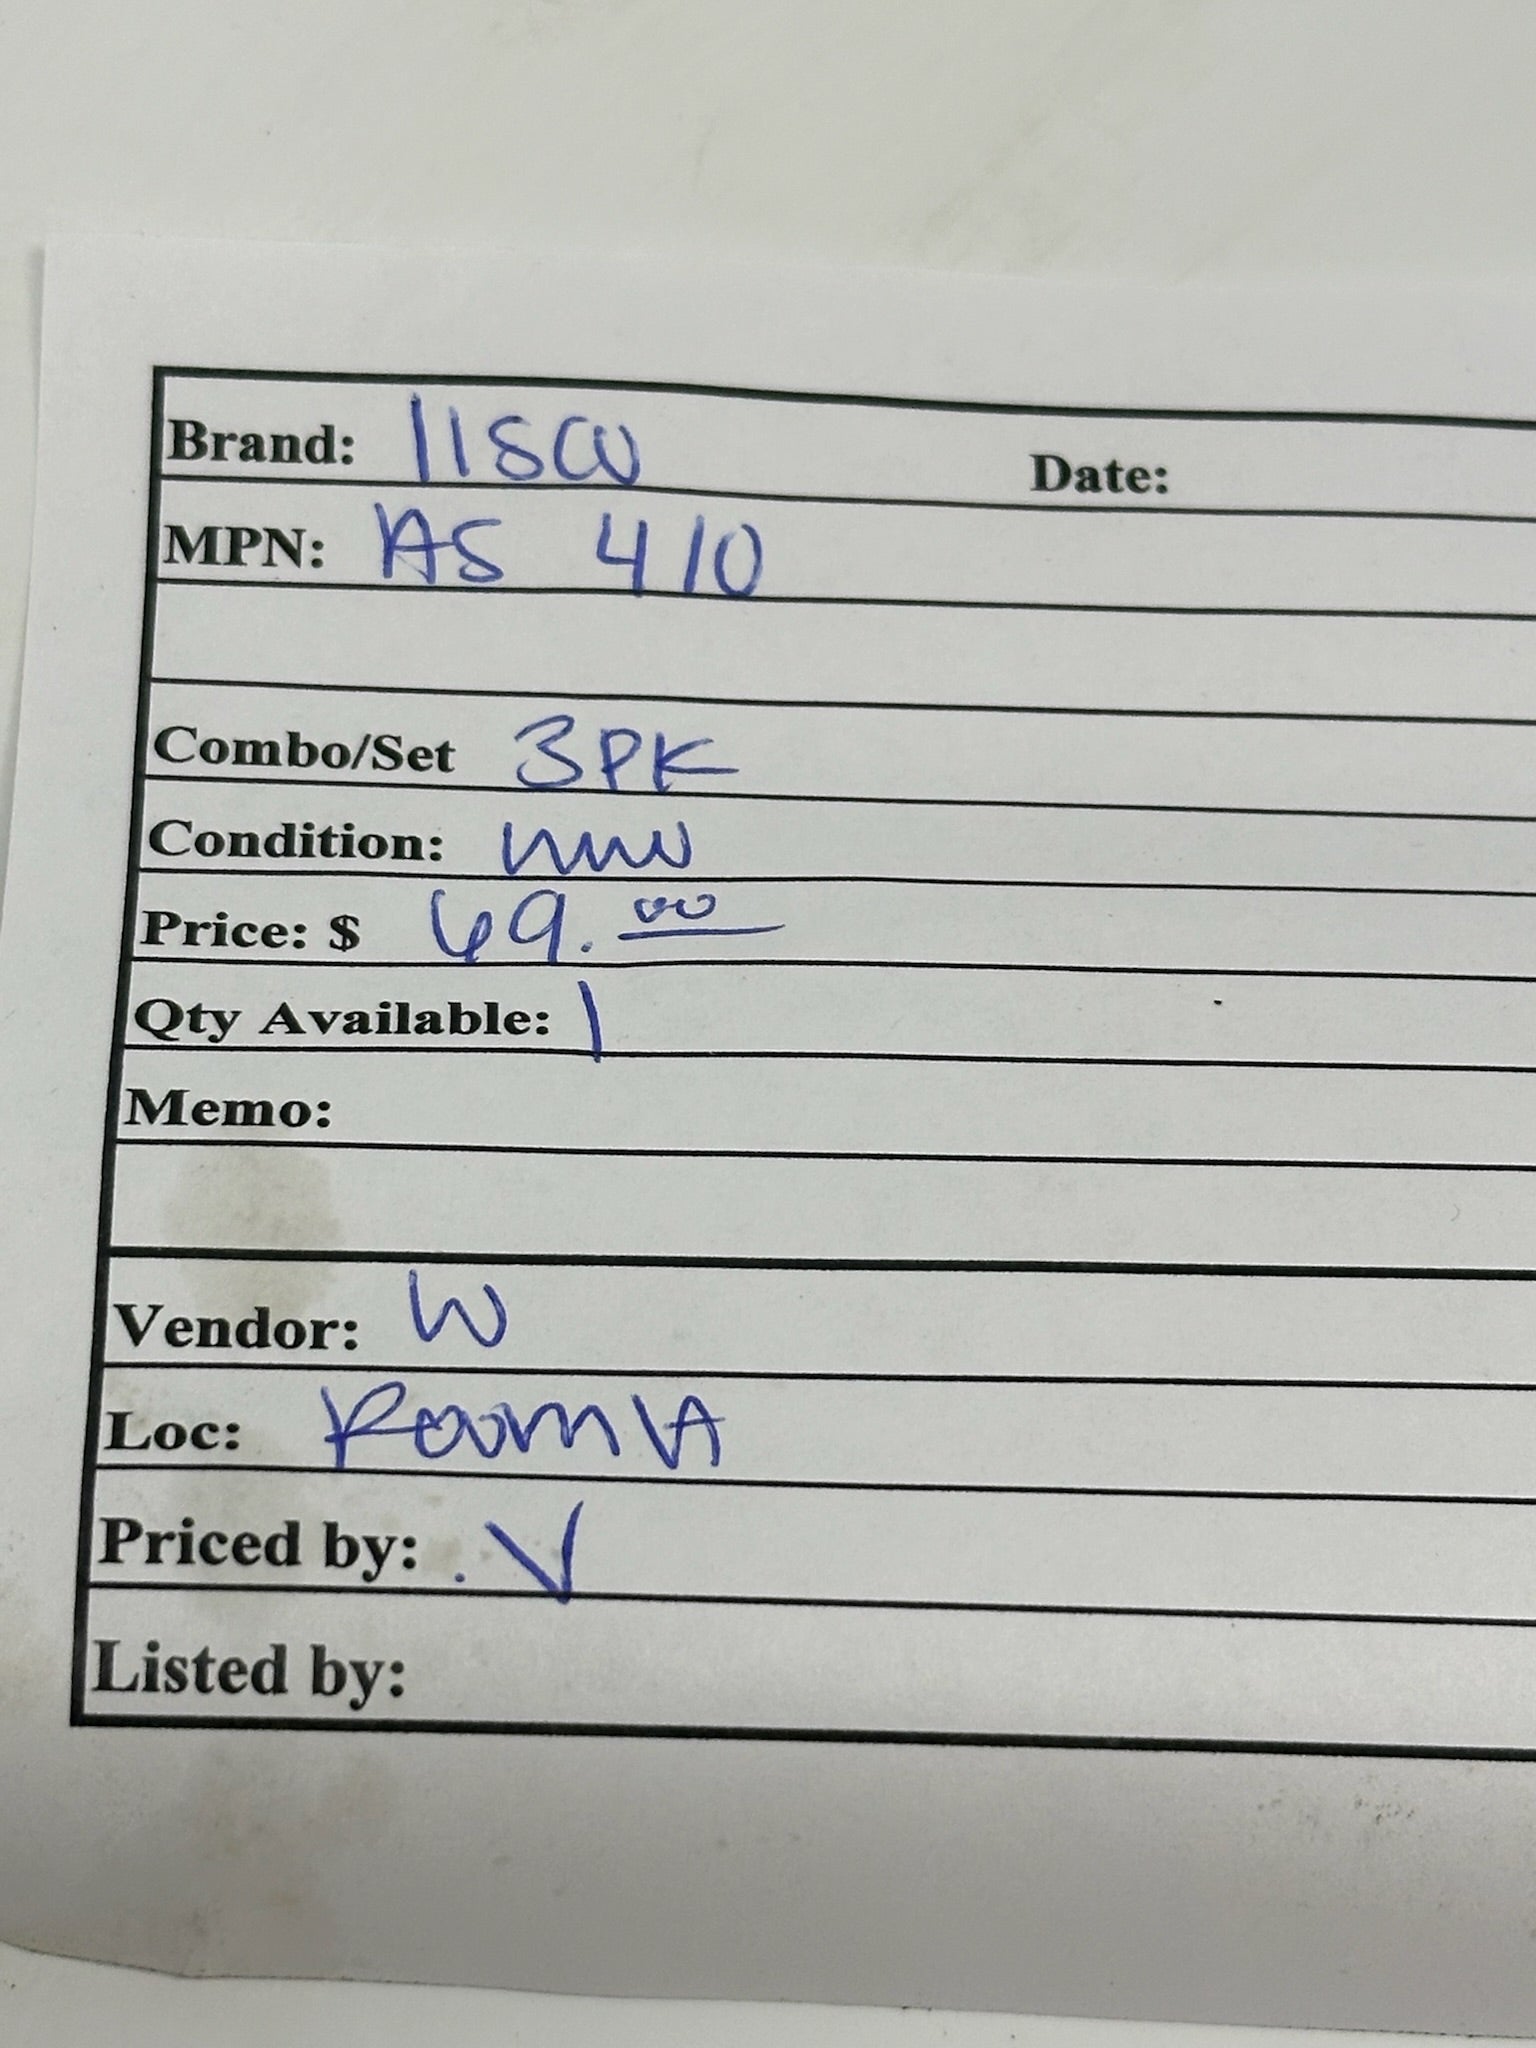 Brand: IISCO Date:
MPN: AS 410
Combo/Set 3PK
Condition: new
Price: $ 69.00
Qty Available: 1
Memo:
Vendor: W
Loc: Room A
Priced by: . V
Listed by: